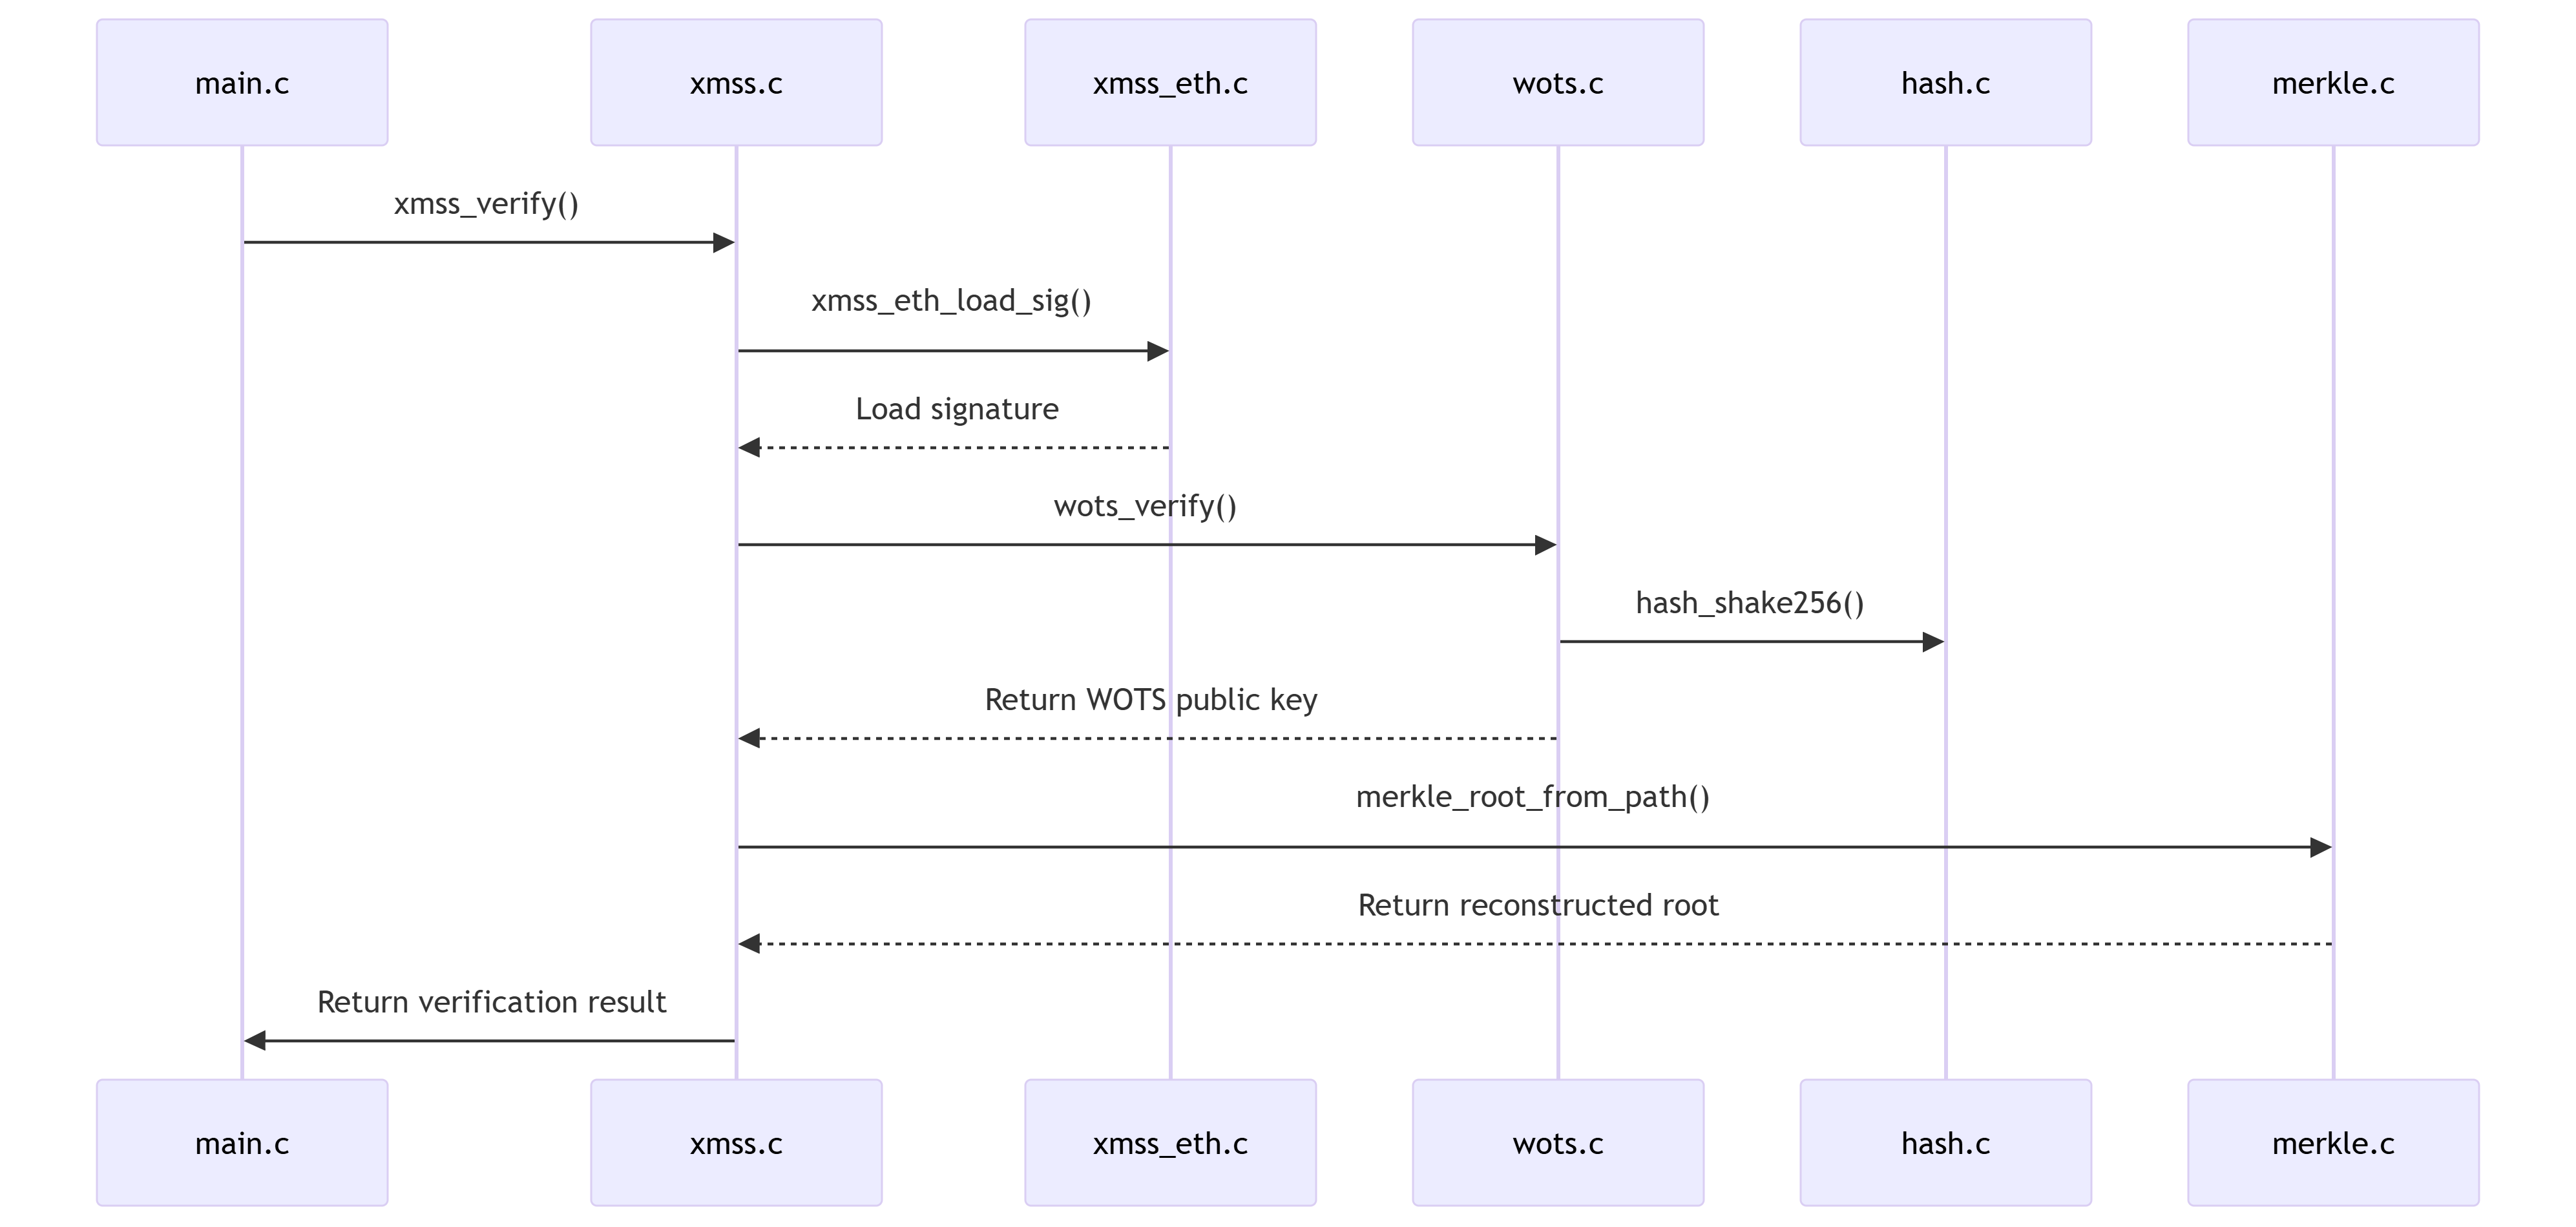 main.c
xmss.c
xmss_eth.c
wots.c
hash.c
merkle.c
xmss_verify()
xmss_eth_load_sig()
Load signature
wots_verify()
hash_shake256()
Return WOTS public key
merkle_root_from_path()
Return reconstructed root
Return verification result
main.c
xmss.c
xmss_eth.c
wots.c
hash.c
merkle.c